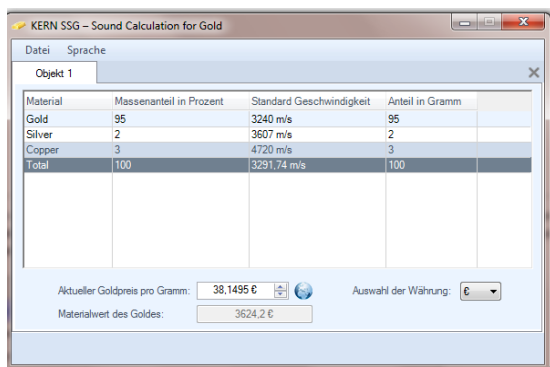 KERN SSG – Sound Calculation for Gold
Datei Sprache
Objekt 1
Material Massenanteil in Prozent Standard Geschwindigkeit Anteil in Gramm
Gold 95 3240 m/s 95
Silver 2 3607 m/s 2
Copper 3 4720 m/s 3
Total 100 3291,74 m/s 100
Aktueller Goldpreis pro Gramm: 38,1495 € Auswahl der Währung: €
Materialwert des Goldes: 3624,2 €